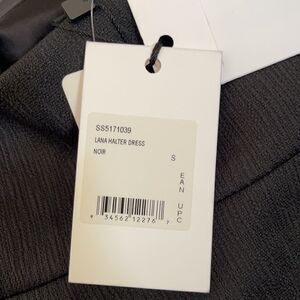 SS5171039
LANA HALTER DRESS
NOIR
S
EAN UPC
9 34562 12276 7